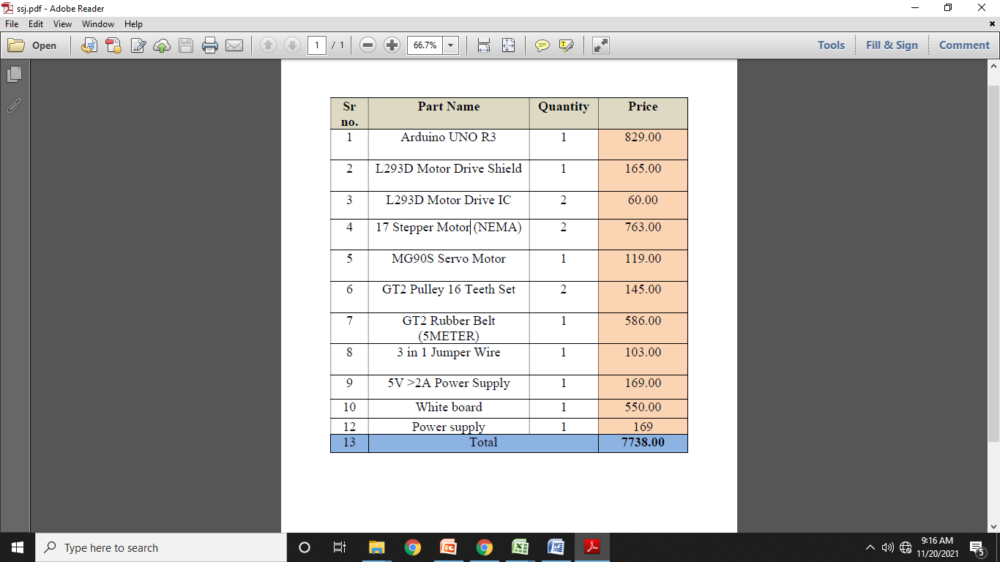 ssj.pdf - Adobe Reader
File Edit View Window Help
Open 1 / 1 66.7% Tools Fill & Sign Comment
Sr no. Part Name Quantity Price
1 Arduino UNO R3 1 829.00
2 L293D Motor Drive Shield 1 165.00
3 L293D Motor Drive IC 2 60.00
4 17 Stepper Motor (NEMA) 2 763.00
5 MG90S Servo Motor 1 119.00
6 GT2 Pulley 16 Teeth Set 2 145.00
7 GT2 Rubber Belt 1 586.00
(5METER)
8 3 in 1 Jumper Wire 1 103.00
9 5V >2A Power Supply 1 169.00
10 White board 1 550.00
12 Power supply 1 169
13 Total 7738.00
Type here to search
9:16 AM
11/20/2021
5